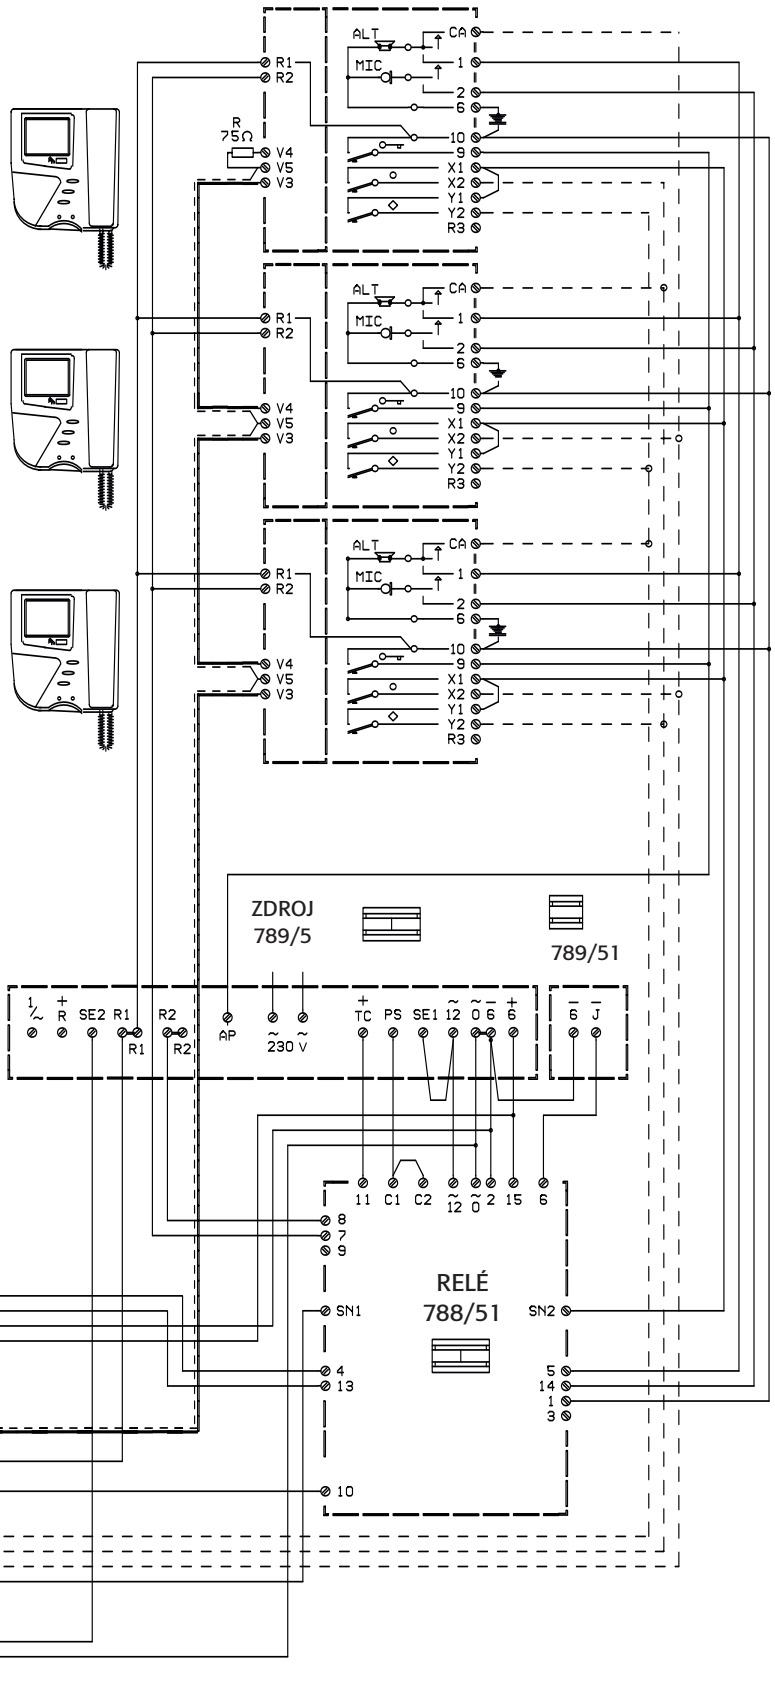 ALT CA
R1 1
R2 MIC
2
6
R
75Ω
10
V4 9
V5 X1
V3 X2
Y1
Y2
R3
ALT CA
R1 1
R2 MIC
2
6
10
V4 9
V5 X1
V3 X2
Y1
Y2
R3
ALT CA
R1 1
R2 MIC
2
6
10
V4 9
V5 X1
V3 X2
Y1
Y2
R3
ZDROJ
789/5
789/51
1/~ +R SE2 R1 R2 +TC PS SE1 ~12 ~0 −6 +6 −6 −J
R1 R2 AP ~ 230 ~V
11 C1 C2 ~12 ~0 2 15 6
8
7
9
RELÉ
788/51
SN1 SN2
4 5
13 14
1
3
10